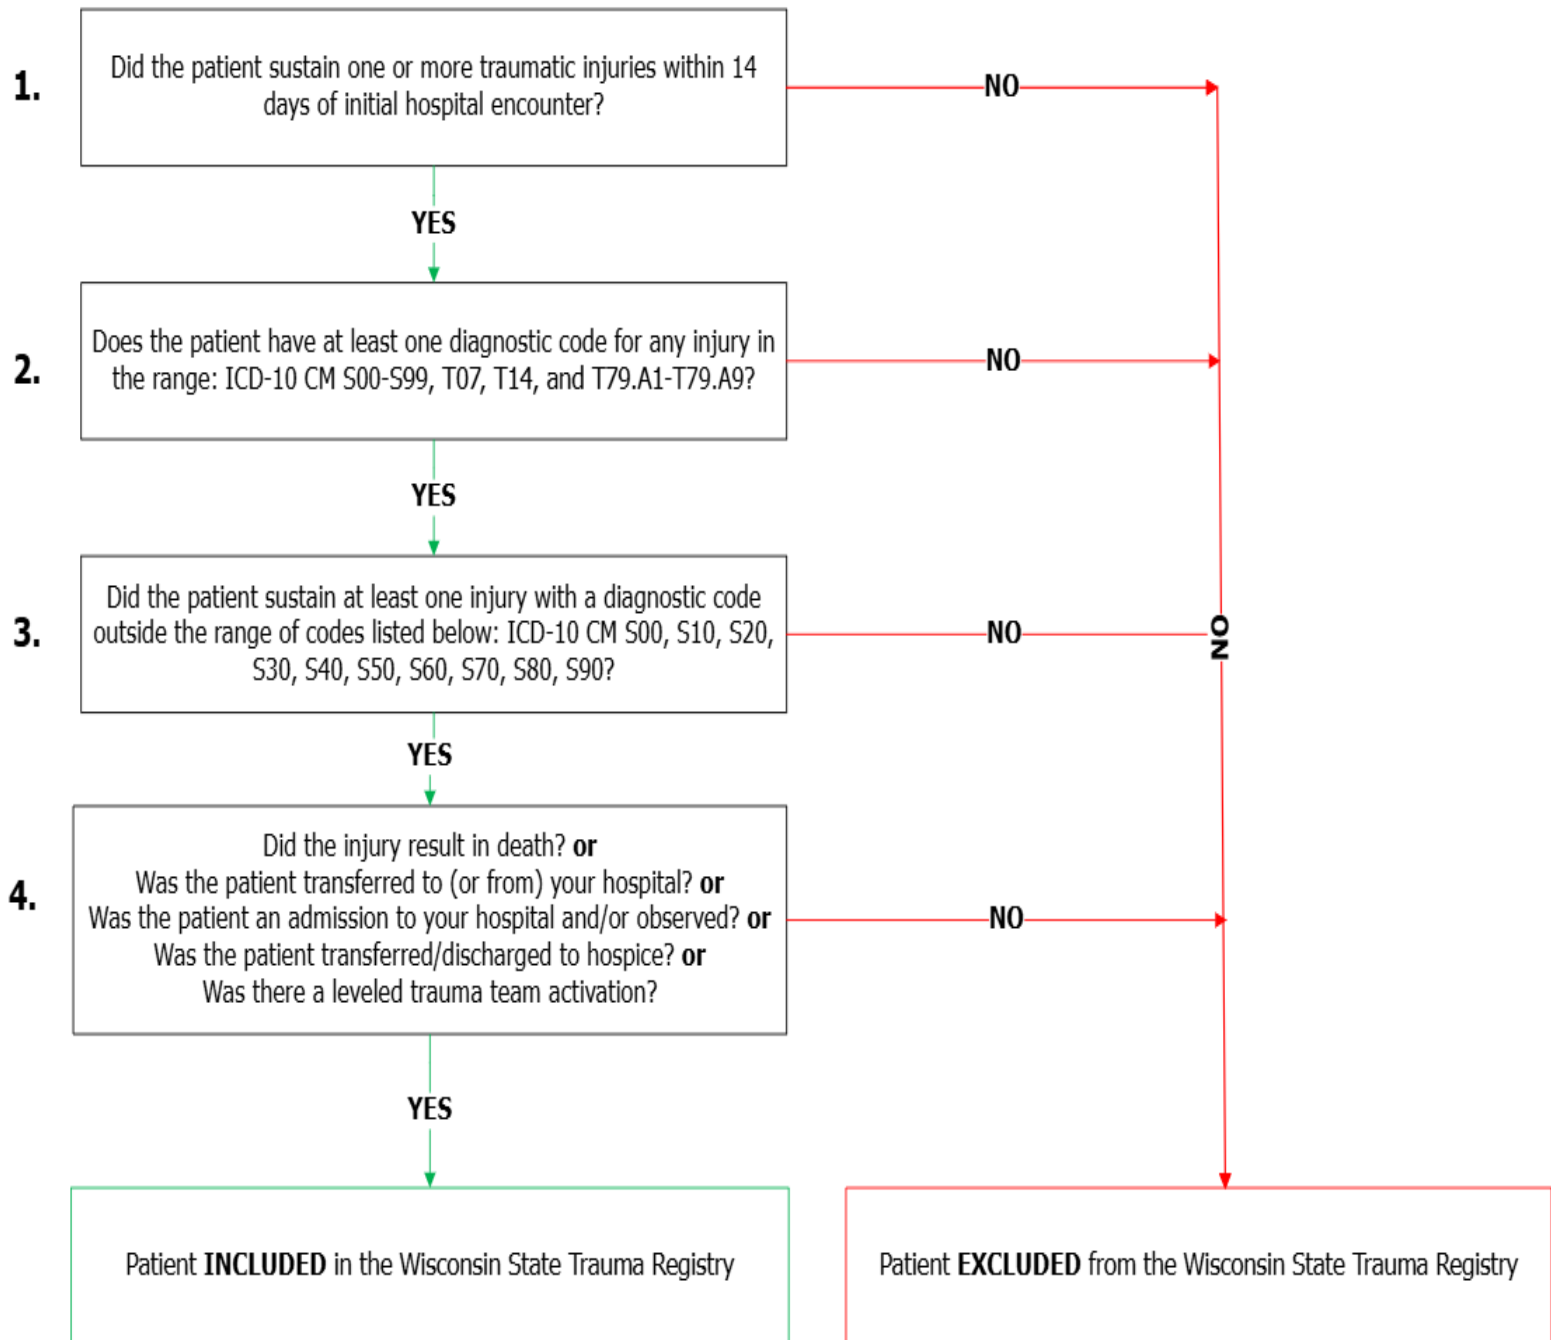 1.
Did the patient sustain one or more traumatic injuries within 14
days of initial hospital encounter?
NO
YES
2.
Does the patient have at least one diagnostic code for any injury in
the range: ICD-10 CM S00-S99, T07, T14, and T79.A1-T79.A9?
NO
YES
3.
Did the patient sustain at least one injury with a diagnostic code
outside the range of codes listed below: ICD-10 CM S00, S10, S20,
S30, S40, S50, S60, S70, S80, S90?
NO
NO
YES
4.
Did the injury result in death? or
Was the patient transferred to (or from) your hospital? or
Was the patient an admission to your hospital and/or observed? or
Was the patient transferred/discharged to hospice? or
Was there a leveled trauma team activation?
NO
YES
Patient INCLUDED in the Wisconsin State Trauma Registry
Patient EXCLUDED from the Wisconsin State Trauma Registry